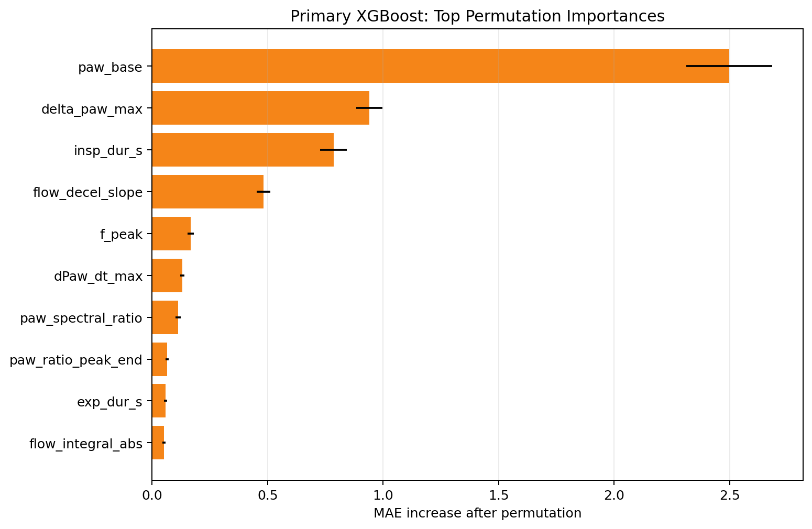 Primary XGBoost: Top Permutation Importances
paw_base
delta_paw_max
insp_dur_s
flow_decel_slope
f_peak
dPaw_dt_max
paw_spectral_ratio
paw_ratio_peak_end
exp_dur_s
flow_integral_abs
0.0 0.5 1.0 1.5 2.0 2.5
MAE increase after permutation